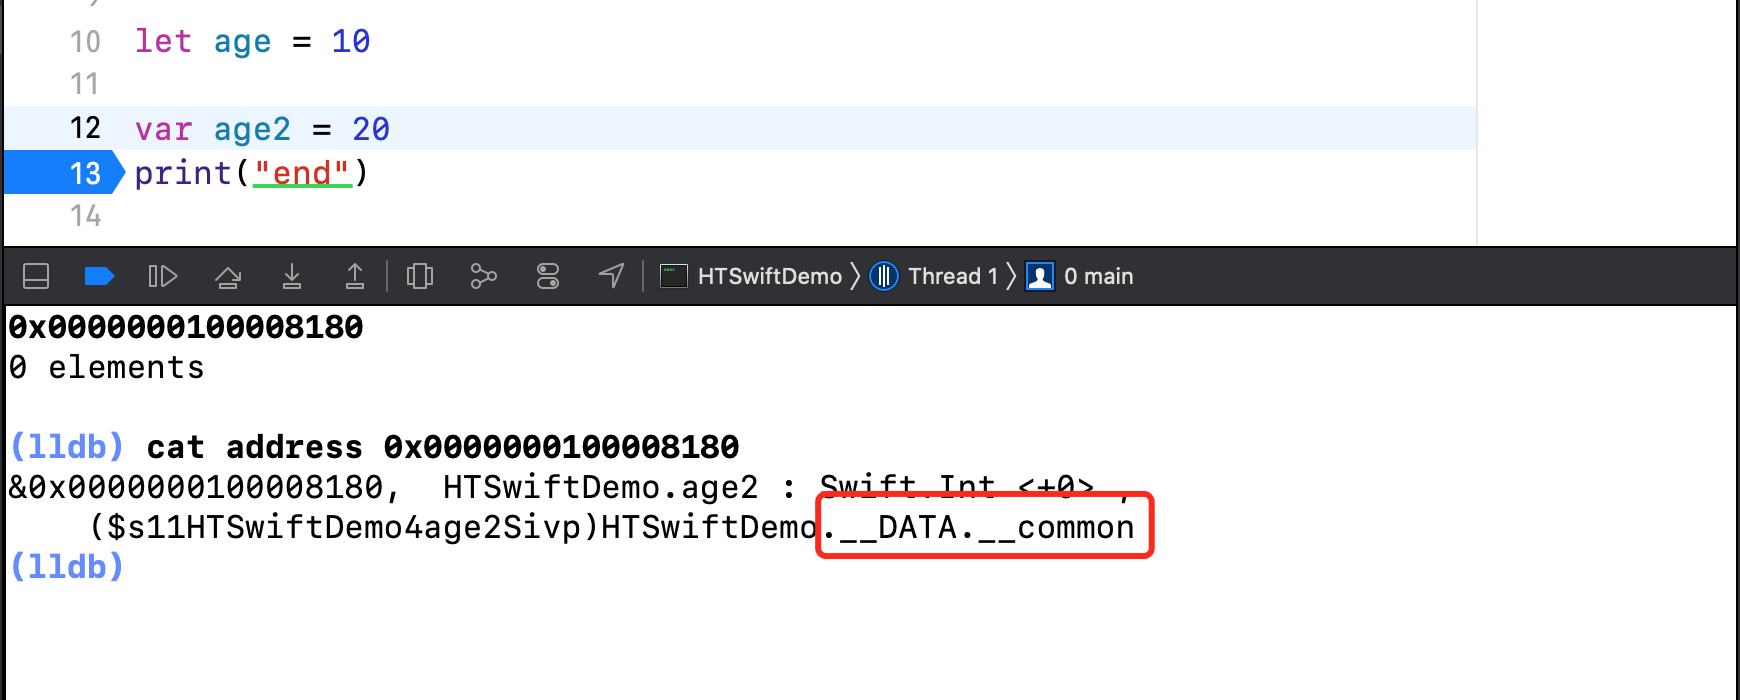 10 let age = 10
11
12 var age2 = 20
13 print("end")
14
HTSwiftDemo Thread 1 0 main
0x0000000100008180
0 elements
(lldb) cat address 0x0000000100008180
&0x0000000100008180, HTSwiftDemo.age2 : Swift.Int <+0> ,
($s11HTSwiftDemo4age2Sivp)HTSwiftDemo.__DATA.__common
(lldb)